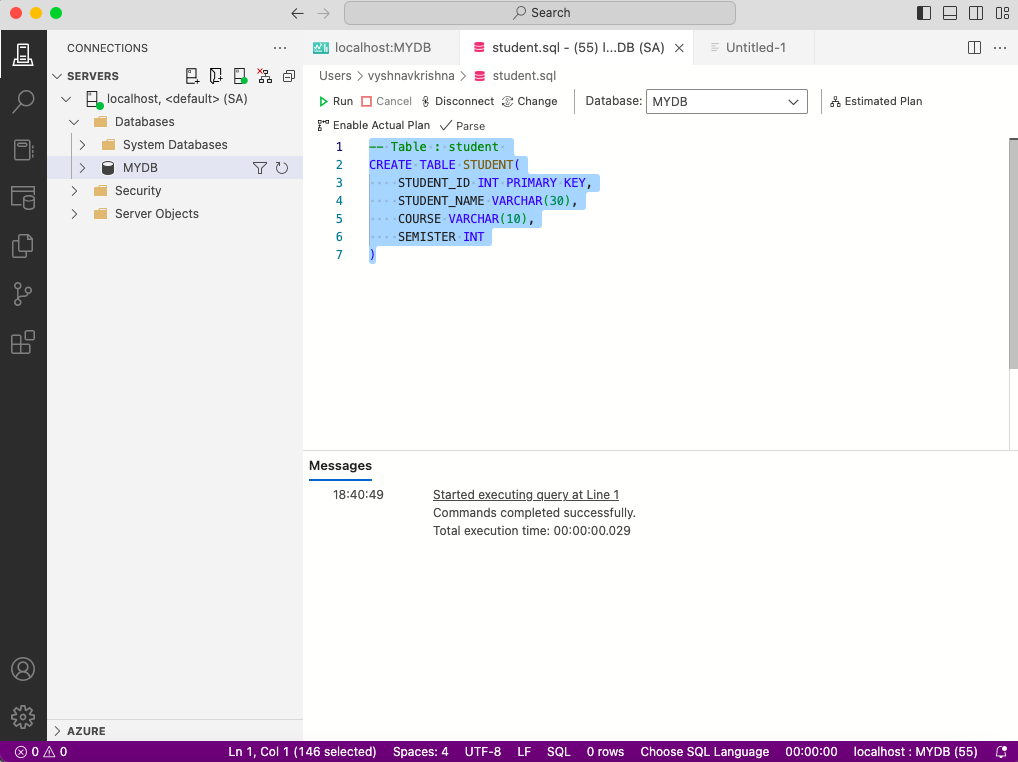 Search
CONNECTIONS
localhost:MYDB
student.sql - (55) l...DB (SA)
Untitled-1
SERVERS
Users > vyshnavkrishna > student.sql
localhost, <default> (SA)
Run
Cancel
Disconnect
Change
Database:
MYDB
Estimated Plan
Enable Actual Plan
Parse
Databases
System Databases
MYDB
Security
Server Objects
1 -- Table : student
2 CREATE TABLE STUDENT(
3 STUDENT_ID INT PRIMARY KEY,
4 STUDENT_NAME VARCHAR(30),
5 COURSE VARCHAR(10),
6 SEMISTER INT
7 )
Messages
18:40:49 Started executing query at Line 1
Commands completed successfully.
Total execution time: 00:00:00.029
AZURE
0 0 Ln 1, Col 1 (146 selected) Spaces: 4 UTF-8 LF SQL 0 rows Choose SQL Language 00:00:00 localhost : MYDB (55)